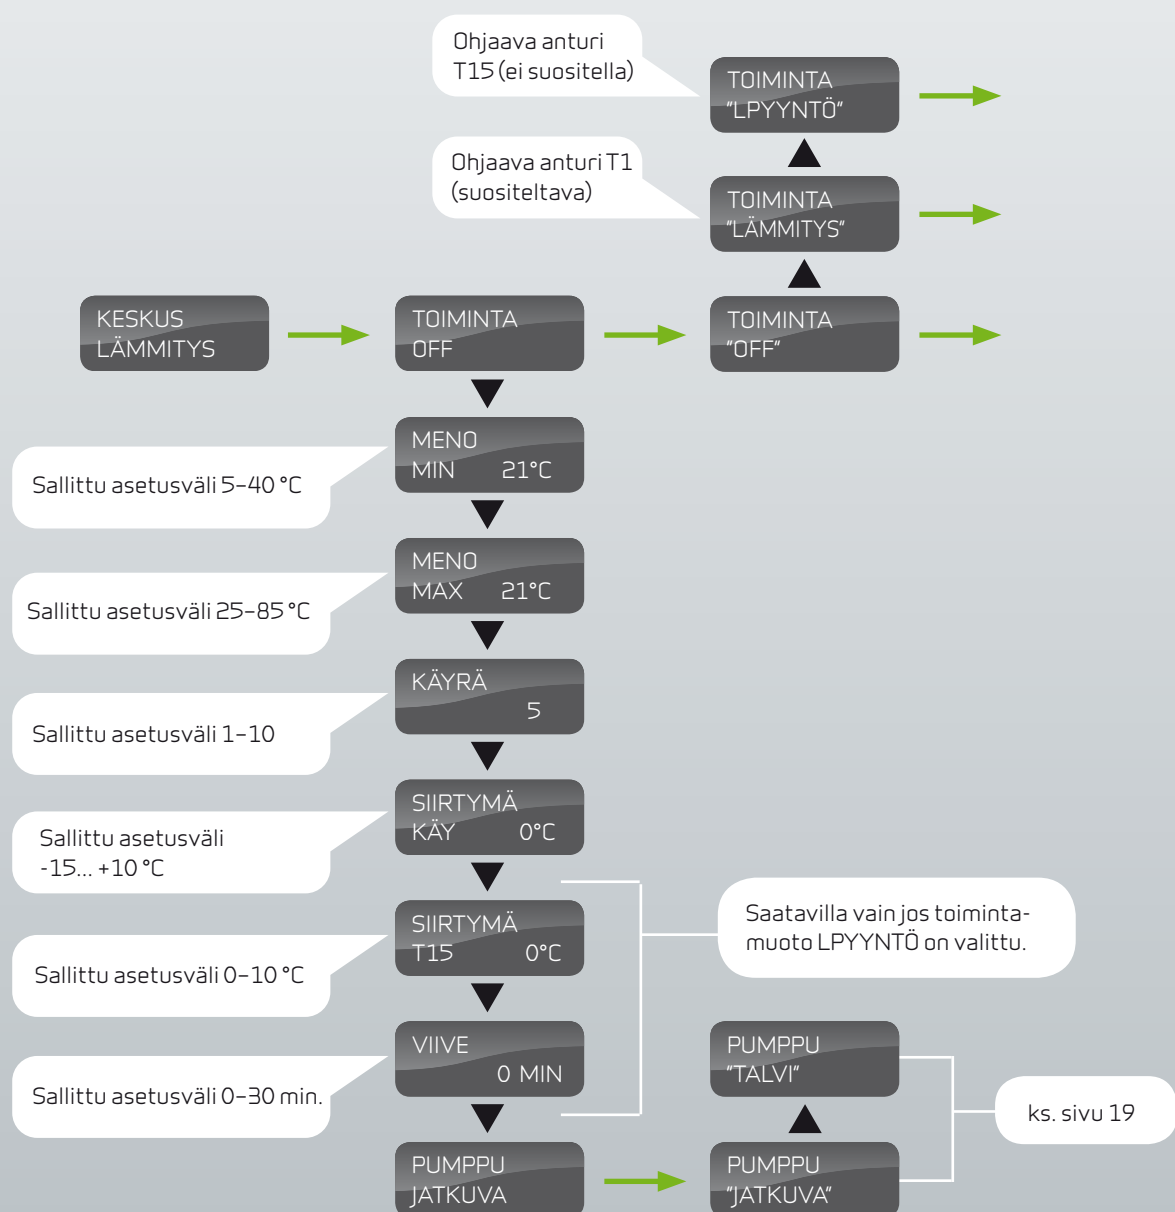 Ohjaava anturi
T15 (ei suositella)
TOIMINTA
"LPYYNTÖ"
Ohjaava anturi T1
(suositeltava)
TOIMINTA
"LÄMMITYS"
KESKUS
LÄMMITYS
TOIMINTA
OFF
TOIMINTA
"OFF"
MENO
MIN 21°C
Sallittu asetusväli 5–40 °C
MENO
MAX 21°C
Sallittu asetusväli 25–85 °C
KÄYRÄ
5
Sallittu asetusväli 1–10
SIIRTYMÄ
KÄY 0°C
Sallittu asetusväli
-15... +10 °C
SIIRTYMÄ
T15 0°C
Saatavilla vain jos toiminta-
muoto LPYYNTÖ on valittu.
Sallittu asetusväli 0–10 °C
VIIVE
0 MIN
Sallittu asetusväli 0–30 min.
PUMPPU
"TALVI"
ks. sivu 19
PUMPPU
JATKUVA
PUMPPU
"JATKUVA"